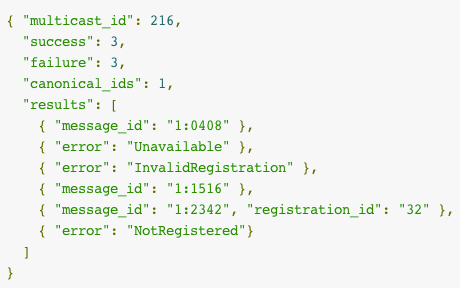 { "multicast_id": 216,
  "success": 3,
  "failure": 3,
  "canonical_ids": 1,
  "results": [
    { "message_id": "1:0408" },
    { "error": "Unavailable" },
    { "error": "InvalidRegistration" },
    { "message_id": "1:1516" },
    { "message_id": "1:2342", "registration_id": "32" },
    { "error": "NotRegistered"}
  ]
}